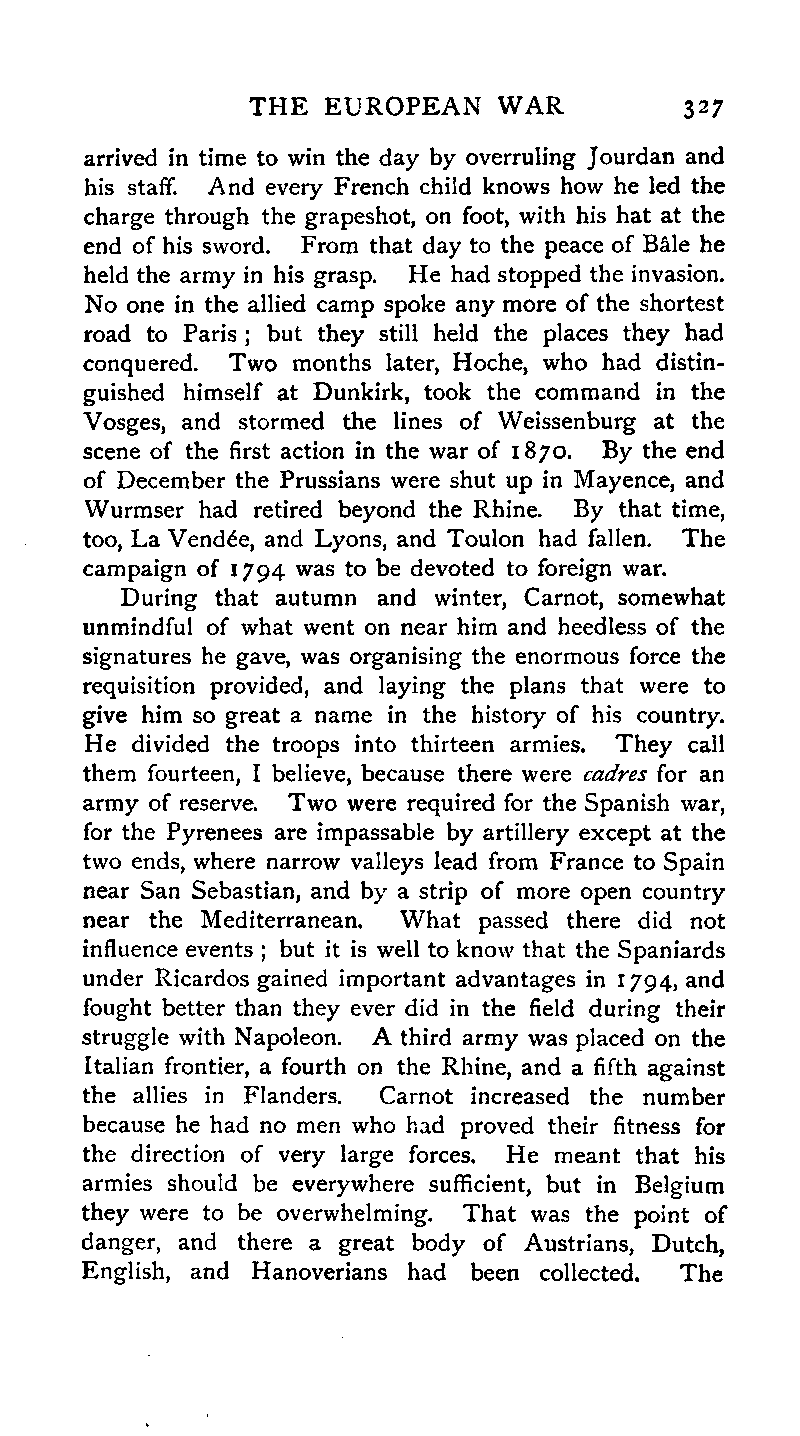 THE EUROPEAN WAR 327
arrived in time to win the day by overruling Jourdan and
his staff. And every French child knows how he led the
charge through the grapeshot, on foot, with his hat at the
end of his sword. From that day to the peace of Bâle he
held the army in his grasp. He had stopped the invasion.
No one in the allied camp spoke any more of the shortest
road to Paris ; but they still held the places they had
conquered. Two months later, Hoche, who had distin-
guished himself at Dunkirk, took the command in the
Vosges, and stormed the lines of Weissenburg at the
scene of the first action in the war of 1870. By the end
of December the Prussians were shut up in Mayence, and
Wurmser had retired beyond the Rhine. By that time,
too, La Vendée, and Lyons, and Toulon had fallen. The
campaign of 1794 was to be devoted to foreign war.
During that autumn and winter, Carnot, somewhat
unmindful of what went on near him and heedless of the
signatures he gave, was organising the enormous force the
requisition provided, and laying the plans that were to
give him so great a name in the history of his country.
He divided the troops into thirteen armies. They call
them fourteen, I believe, because there were cadres for an
army of reserve. Two were required for the Spanish war,
for the Pyrenees are impassable by artillery except at the
two ends, where narrow valleys lead from France to Spain
near San Sebastian, and by a strip of more open country
near the Mediterranean. What passed there did not
influence events ; but it is well to know that the Spaniards
under Ricardos gained important advantages in 1794, and
fought better than they ever did in the field during their
struggle with Napoleon. A third army was placed on the
Italian frontier, a fourth on the Rhine, and a fifth against
the allies in Flanders. Carnot increased the number
because he had no men who had proved their fitness for
the direction of very large forces. He meant that his
armies should be everywhere sufficient, but in Belgium
they were to be overwhelming. That was the point of
danger, and there a great body of Austrians, Dutch,
English, and Hanoverians had been collected. The